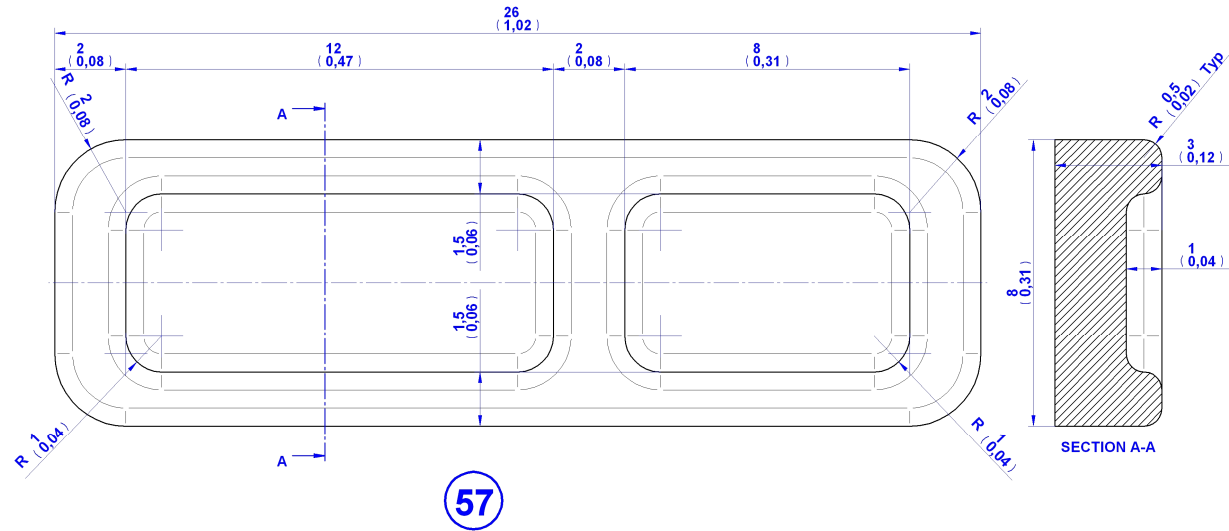 26
(1,02)
2
(0,08)
12
(0,47)
2
(0,08)
8
(0,31)
R 2
(0,08)
R 2
(0,08)
R 0,5
(0,02) Typ
A
3
(0,12)
1,5
(0,06)
1
(0,04)
8
(0,31)
1,5
(0,06)
R 1
(0,04)
R 1
(0,04)
A
SECTION A-A
57